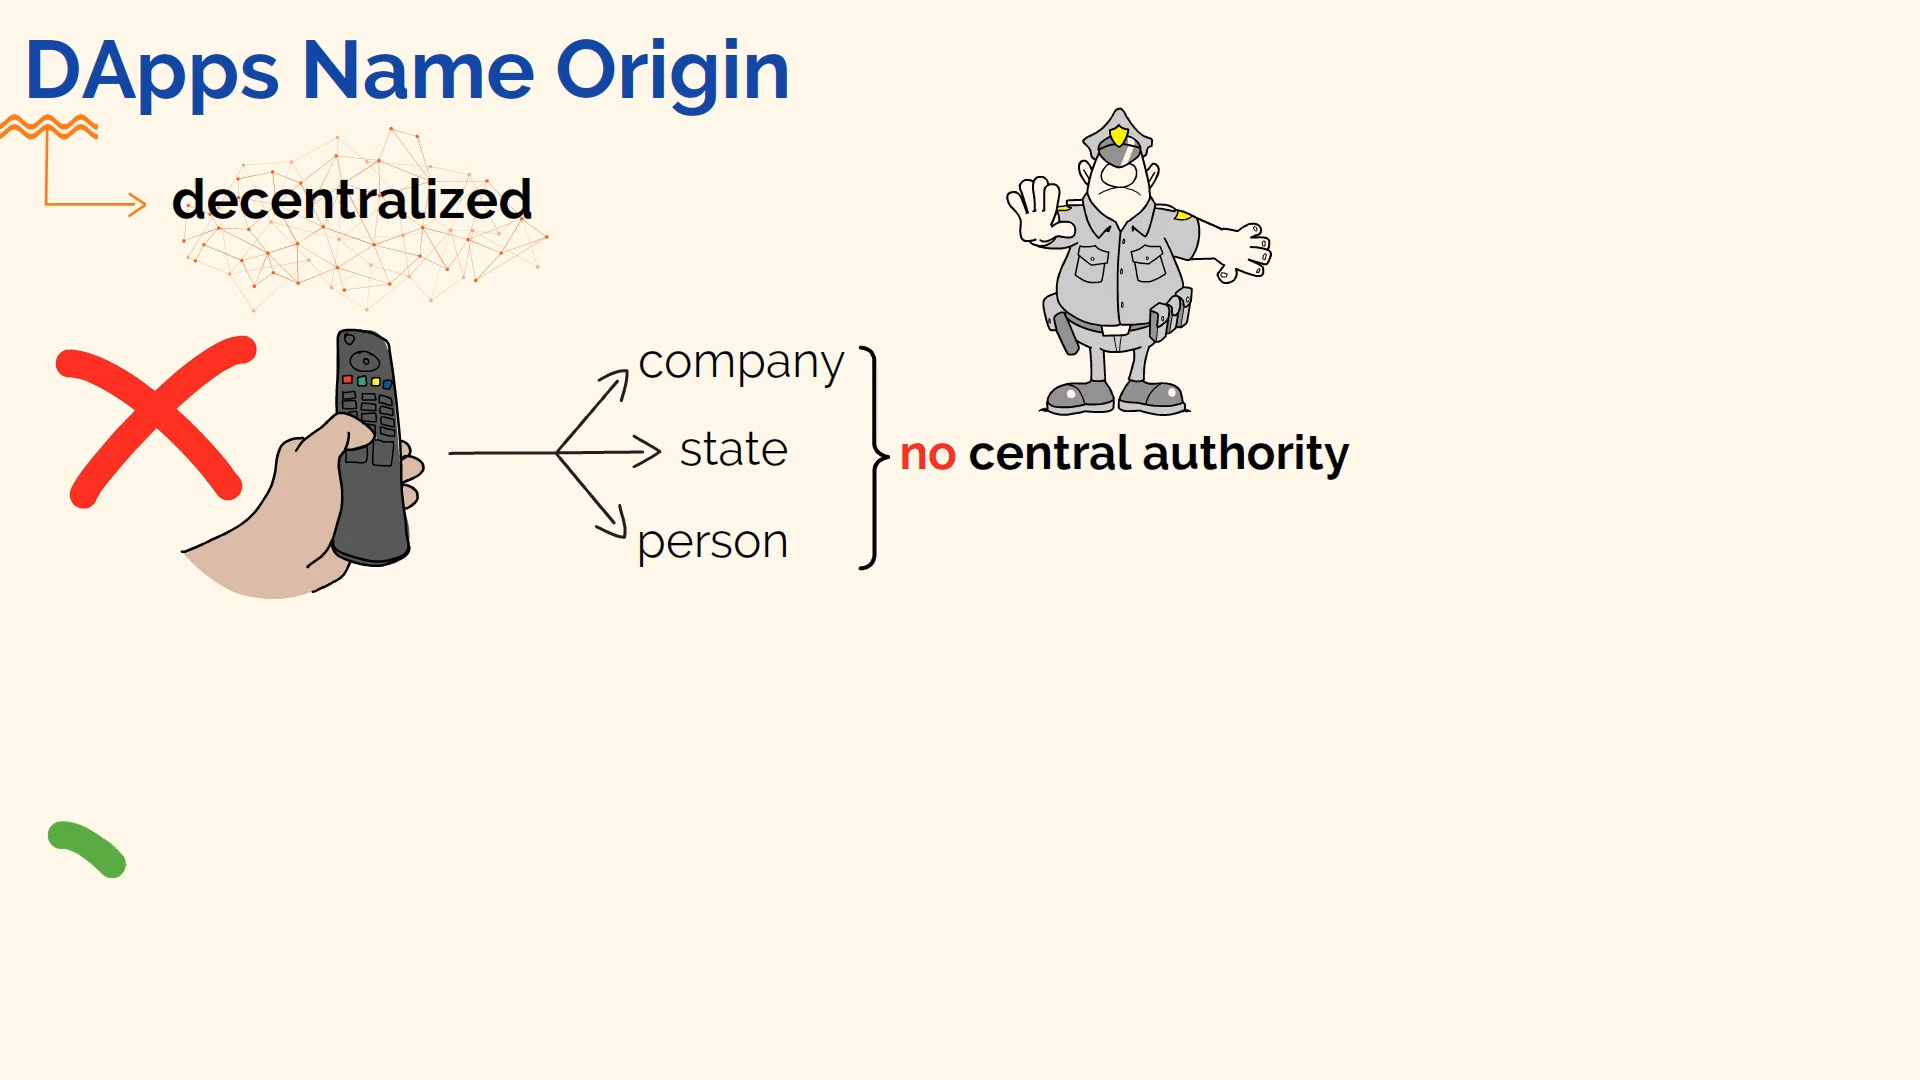 DApps Name Origin
decentralized
company
state
person
no central authority